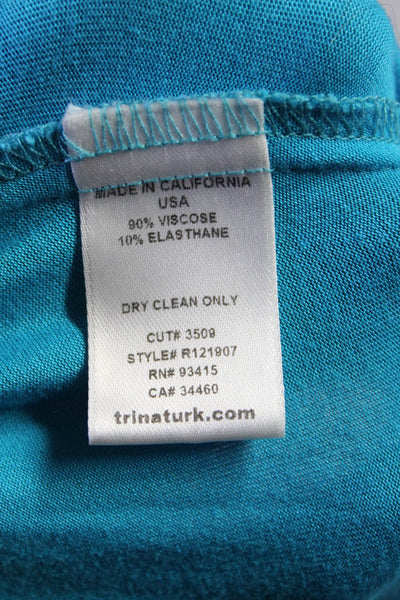 MADE IN CALIFORNIA
USA
90% VISCOSE
10% ELASTHANE
DRY CLEAN ONLY
CUT# 3509
STYLE# R121907
RN# 93415
CA# 34460
trinaturk.com